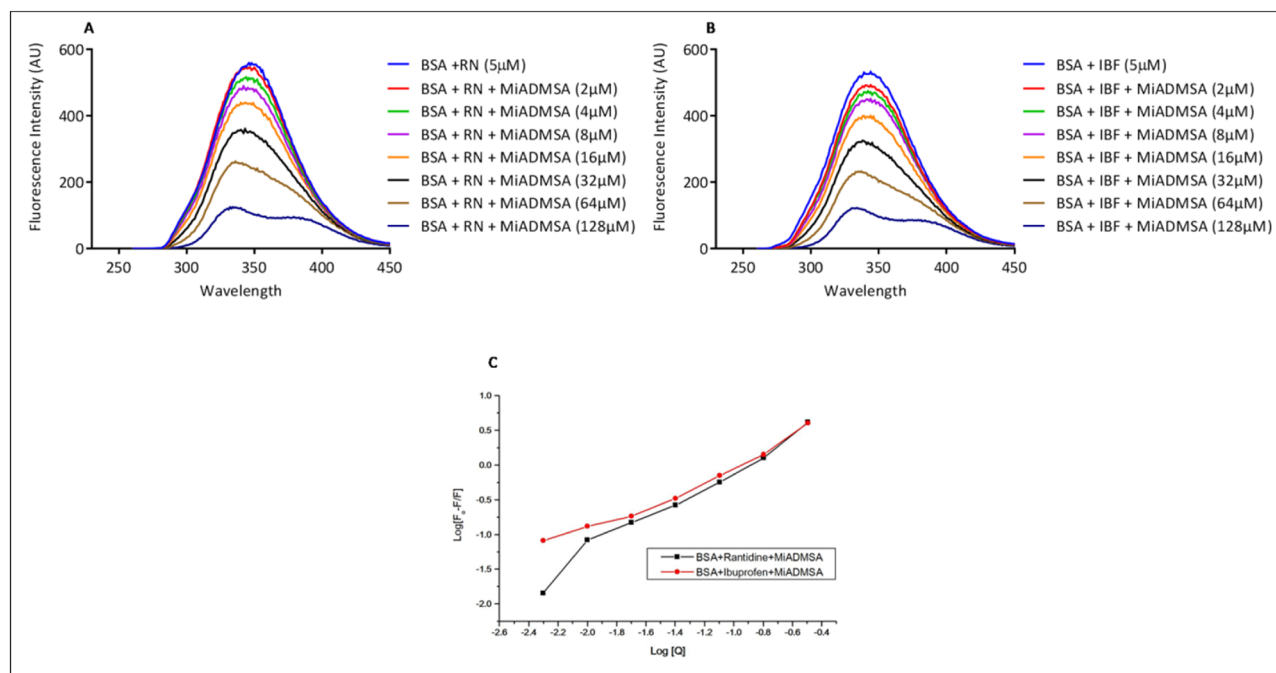 A
Fluorescence Intensity (AU)
600
400
200
0
250
300
350
400
450
Wavelength
BSA +RN (5µM)
BSA + RN + MiADMSA (2µM)
BSA + RN + MiADMSA (4µM)
BSA + RN + MiADMSA (8µM)
BSA + RN + MiADMSA (16µM)
BSA + RN + MiADMSA (32µM)
BSA + RN + MiADMSA (64µM)
BSA + RN + MiADMSA (128µM)
B
Fluorescence Intensity (AU)
600
400
200
0
250
300
350
400
450
Wavelength
BSA + IBF (5µM)
BSA + IBF + MiADMSA (2µM)
BSA + IBF + MiADMSA (4µM)
BSA + IBF + MiADMSA (8µM)
BSA + IBF + MiADMSA (16µM)
BSA + IBF + MiADMSA (32µM)
BSA + IBF + MiADMSA (64µM)
BSA + IBF + MiADMSA (128µM)
C
Log[F₀-F/F]
1.0
0.5
0.0
-0.5
-1.0
-1.5
-2.0
-2.6
-2.4
-2.2
-2.0
-1.8
-1.6
-1.4
-1.2
-1.0
-0.8
-0.6
-0.4
Log [Q]
BSA+Rantidine+MiADMSA
BSA+Ibuprofen+MiADMSA